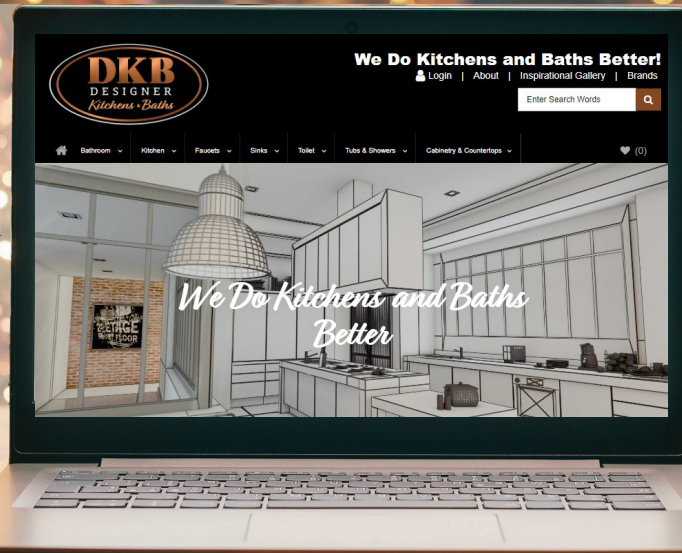 DKB
DESIGNER
Kitchens • Baths
We Do Kitchens and Baths Better!
Login | About | Inspirational Gallery | Brands
Enter Search Words
Bathroom Kitchen Faucets Sinks Toilet Tubs & Showers Cabinetry & Countertops (0)
We Do Kitchens and Baths
Better
FLOOR